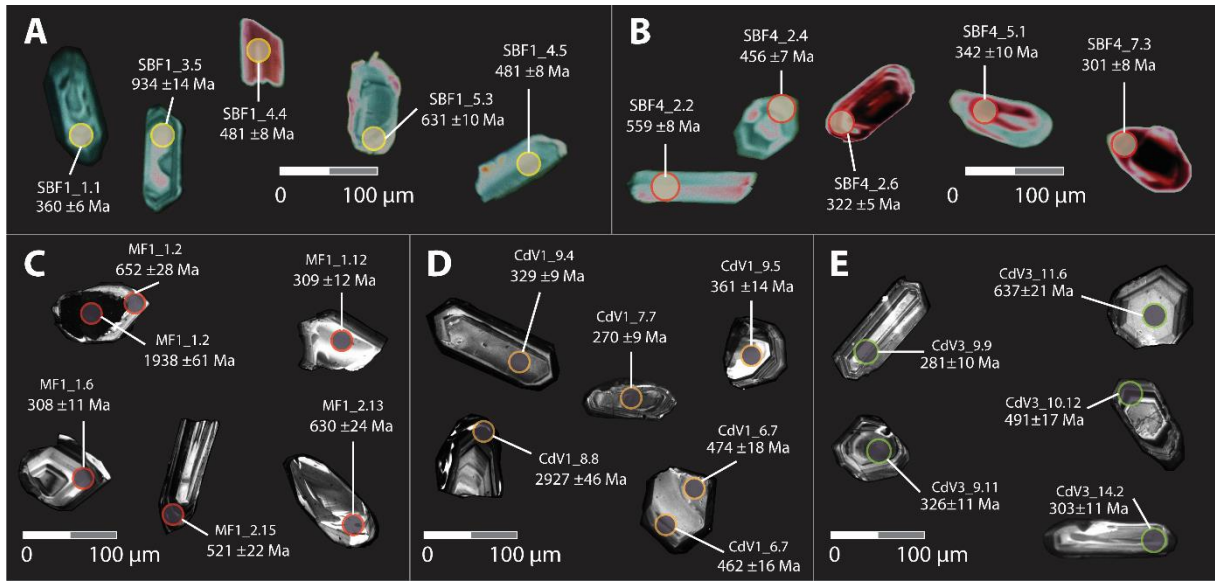 A
SBF1_1.1
360 ±6 Ma
SBF1_3.5
934 ±14 Ma
SBF1_4.4
481 ±8 Ma
SBF1_5.3
631 ±10 Ma
SBF1_4.5
481 ±8 Ma
0 100 µm
B
SBF4_2.2
559 ±8 Ma
SBF4_2.4
456 ±7 Ma
SBF4_2.6
322 ±5 Ma
SBF4_5.1
342 ±10 Ma
SBF4_7.3
301 ±8 Ma
0 100 µm
C
MF1_1.2
652 ±28 Ma
MF1_1.2
1938 ±61 Ma
MF1_1.12
309 ±12 Ma
MF1_1.6
308 ±11 Ma
MF1_2.15
521 ±22 Ma
MF1_2.13
630 ±24 Ma
0 100 µm
D
CdV1_9.4
329 ±9 Ma
CdV1_7.7
270 ±9 Ma
CdV1_9.5
361 ±14 Ma
CdV1_8.8
2927 ±46 Ma
CdV1_6.7
474 ±18 Ma
CdV1_6.7
462 ±16 Ma
0 100 µm
E
CdV3_9.9
281±10 Ma
CdV3_11.6
637±21 Ma
CdV3_10.12
491±17 Ma
CdV3_9.11
326±11 Ma
CdV3_14.2
303±11 Ma
0 100 µm